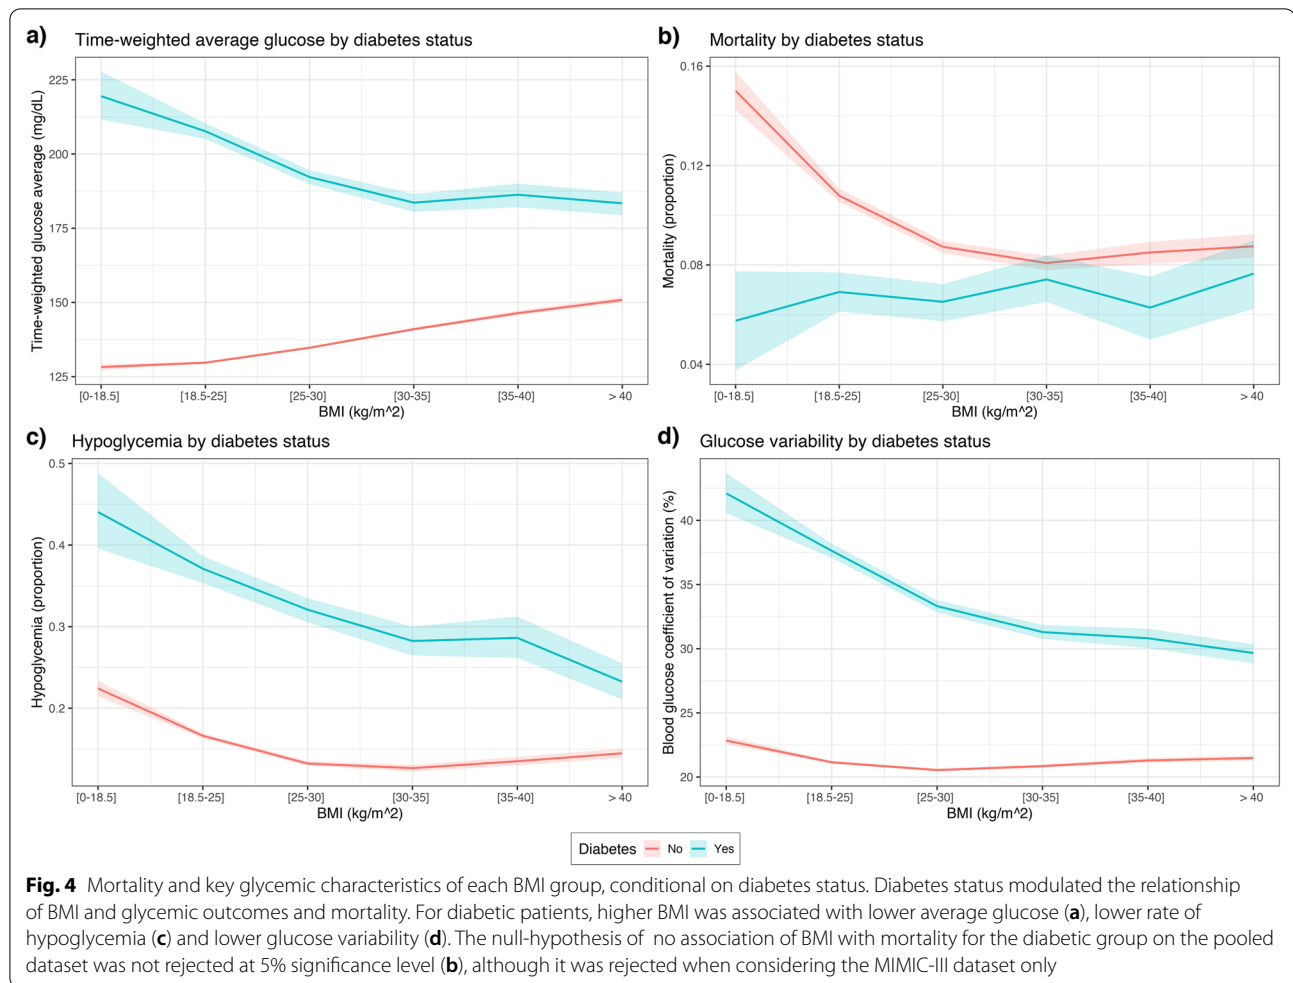 a) Time-weighted average glucose by diabetes status
Time-weighted glucose average (mg/dL)
225
200
175
150
125
[0-18.5] [18.5-25] [25-30] [30-35] [35-40] > 40
BMI (kg/m^2)
b) Mortality by diabetes status
Mortality (proportion)
0.16
0.12
0.08
0.04
[0-18.5] [18.5-25] [25-30] [30-35] [35-40] > 40
BMI (kg/m^2)
c) Hypoglycemia by diabetes status
Hypoglycemia (proportion)
0.5
0.4
0.3
0.2
[0-18.5] [18.5-25] [25-30] [30-35] [35-40] > 40
BMI (kg/m^2)
d) Glucose variability by diabetes status
Blood glucose coefficient of variation (%)
40
35
30
25
20
[0-18.5] [18.5-25] [25-30] [30-35] [35-40] > 40
BMI (kg/m^2)
Diabetes No Yes
Fig. 4 Mortality and key glycemic characteristics of each BMI group, conditional on diabetes status. Diabetes status modulated the relationship
of BMI and glycemic outcomes and mortality. For diabetic patients, higher BMI was associated with lower average glucose (a), lower rate of
hypoglycemia (c) and lower glucose variability (d). The null-hypothesis of no association of BMI with mortality for the diabetic group on the pooled
dataset was not rejected at 5% significance level (b), although it was rejected when considering the MIMIC-III dataset only